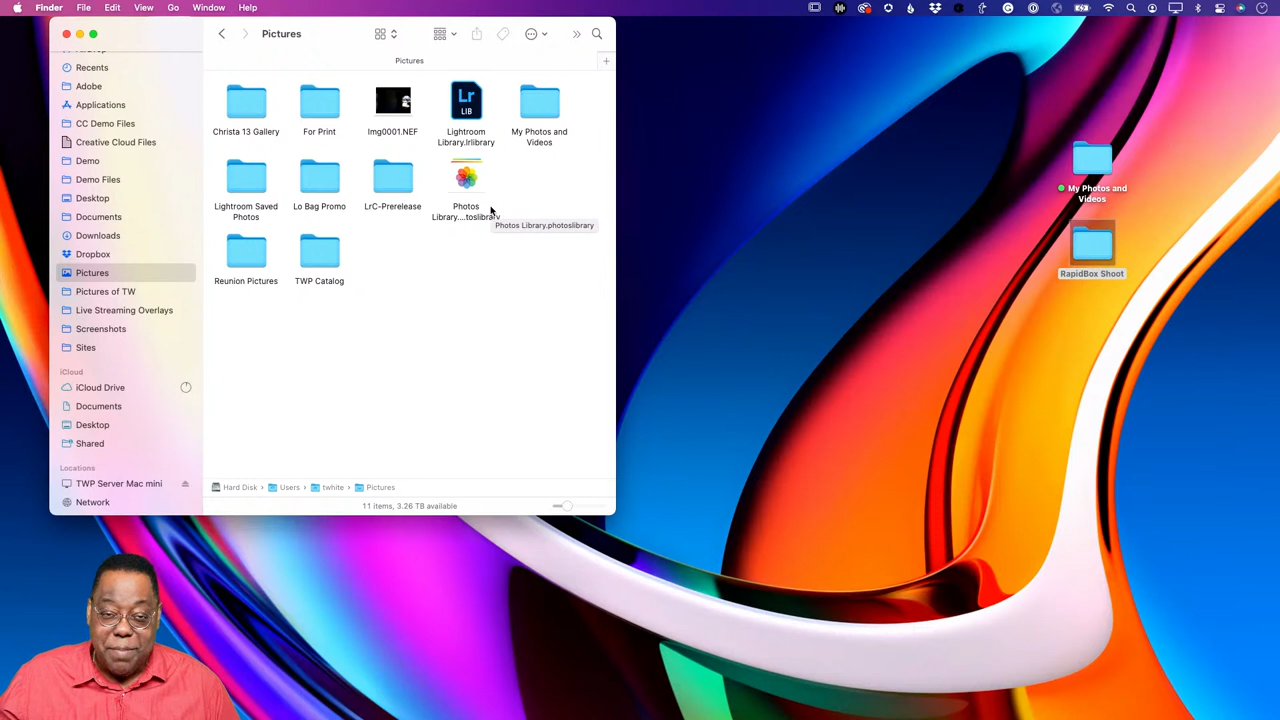 Finder File Edit View Go Window Help
Pictures
Pictures
Recents
Adobe
Applications
CC Demo Files
Creative Cloud Files
Demo
Demo Files
Desktop
Documents
Downloads
Dropbox
Pictures
Pictures of TW
Live Streaming Overlays
Screenshots
Sites
iCloud
iCloud Drive
Documents
Desktop
Shared
Locations
TWP Server Mac mini
Network
Christa 13 Gallery
For Print
Img0001.NEF
Lr
LIB
Lightroom
Library.lrlibrary
My Photos and
Videos
Lightroom Saved
Photos
Lo Bag Promo
LrC-Prerelease
Photos
Library....toslibrary
Photos Library.photoslibrary
Reunion Pictures
TWP Catalog
Hard Disk › Users › twhite › Pictures
11 items, 3.26 TB available
My Photos and
Videos
RapidBox Shoot